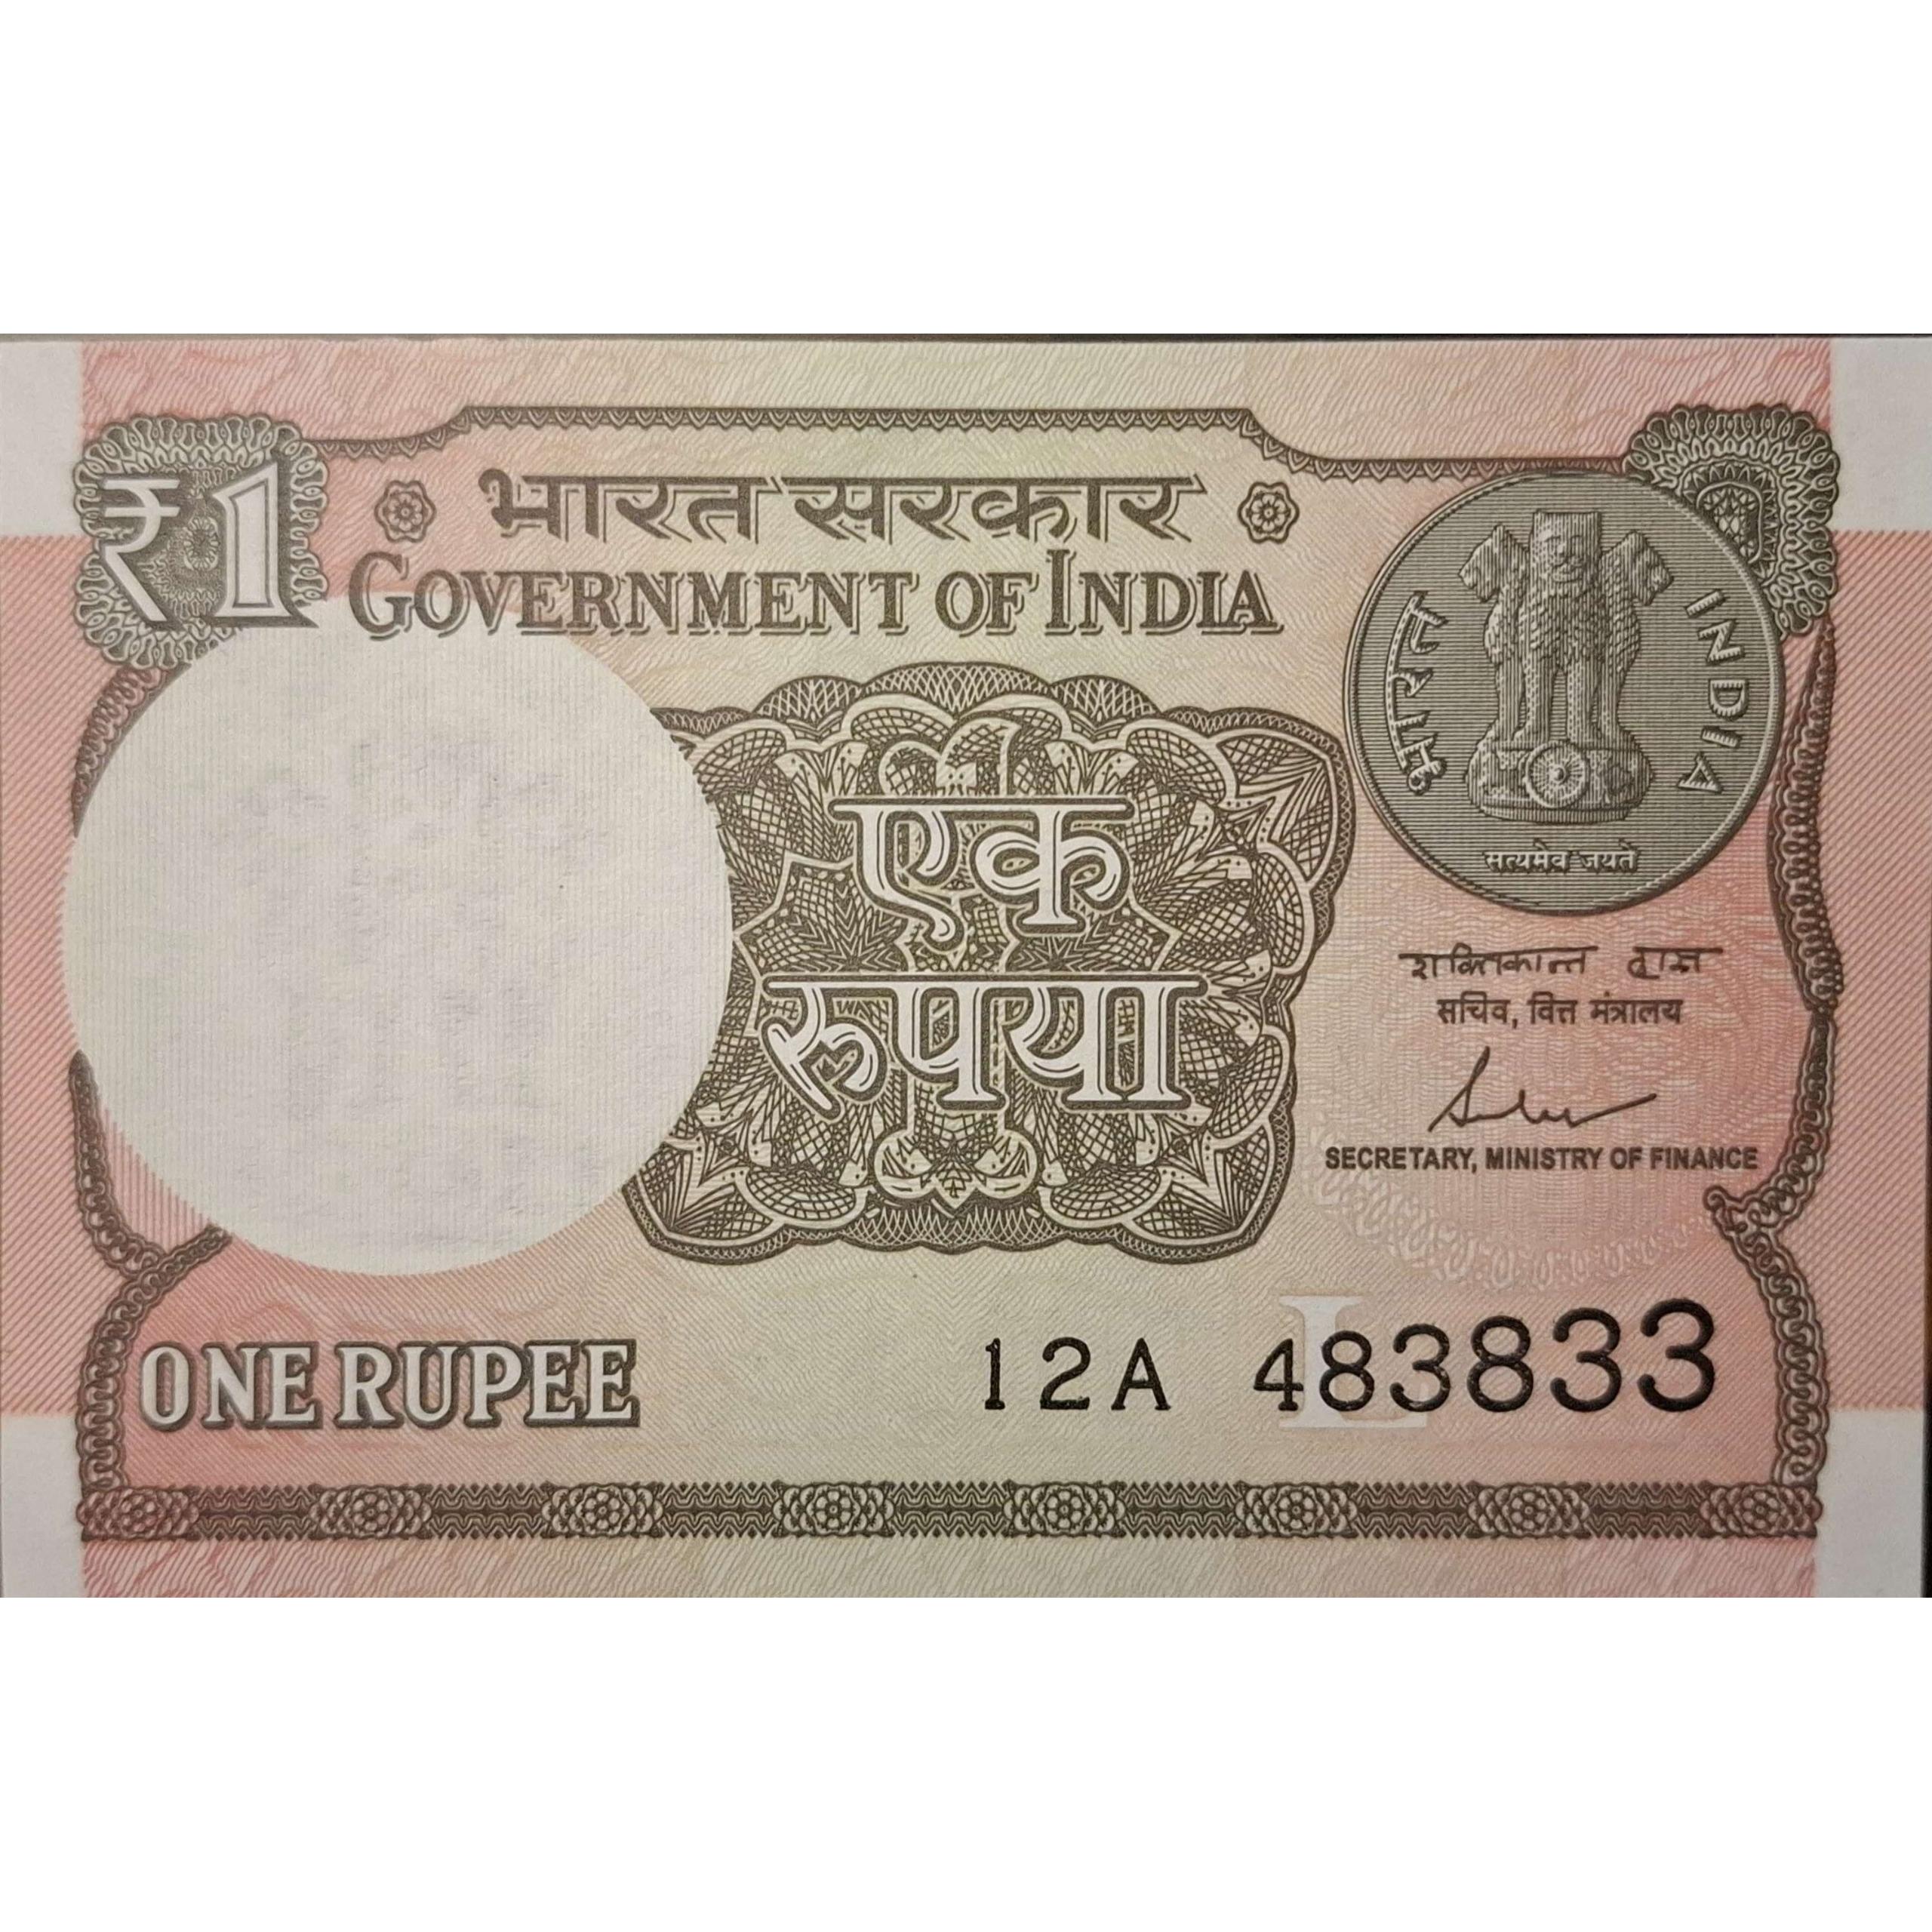 ₹1
भारत सरकार
GOVERNMENT OF INDIA
भारत
INDIA
सत्यमेव जयते
एक
रुपया
शक्तिकान्त दास
सचिव, वित्त मंत्रालय
SECRETARY, MINISTRY OF FINANCE
L
ONE RUPEE
12A 483833